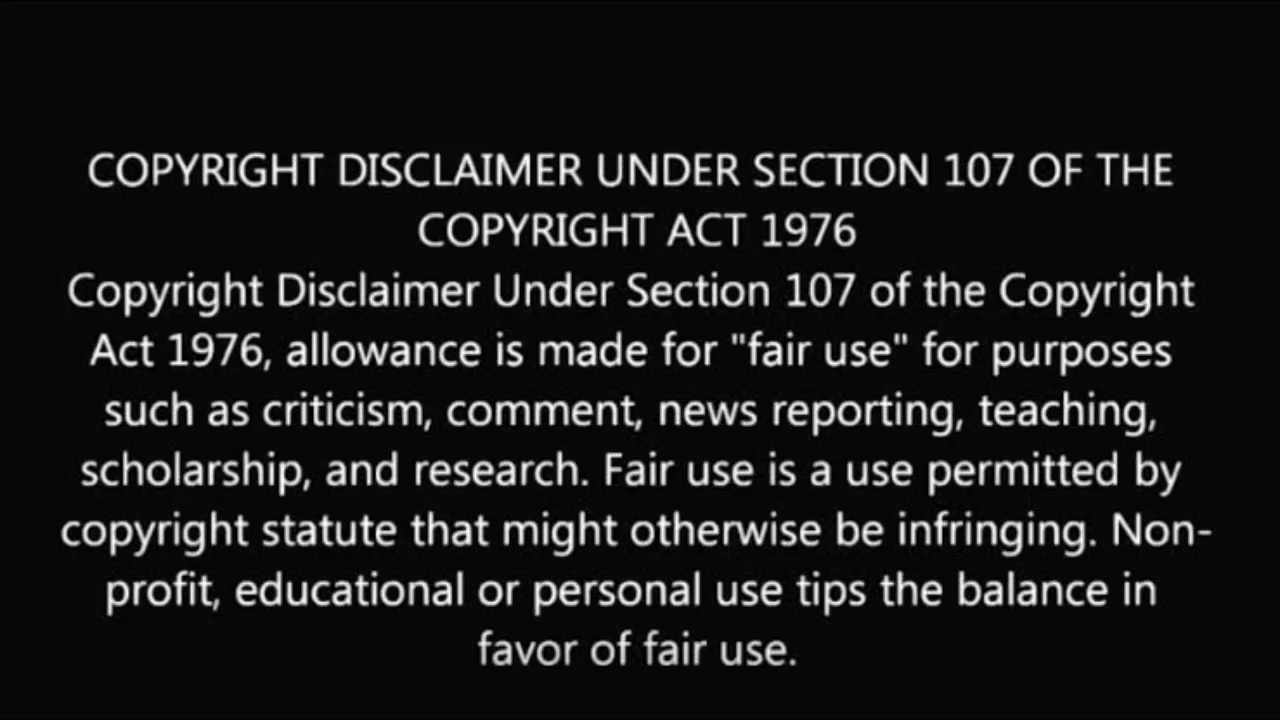 COPYRIGHT DISCLAIMER UNDER SECTION 107 OF THE
COPYRIGHT ACT 1976
Copyright Disclaimer Under Section 107 of the Copyright
Act 1976, allowance is made for "fair use" for purposes
such as criticism, comment, news reporting, teaching,
scholarship, and research. Fair use is a use permitted by
copyright statute that might otherwise be infringing. Non-
profit, educational or personal use tips the balance in
favor of fair use.